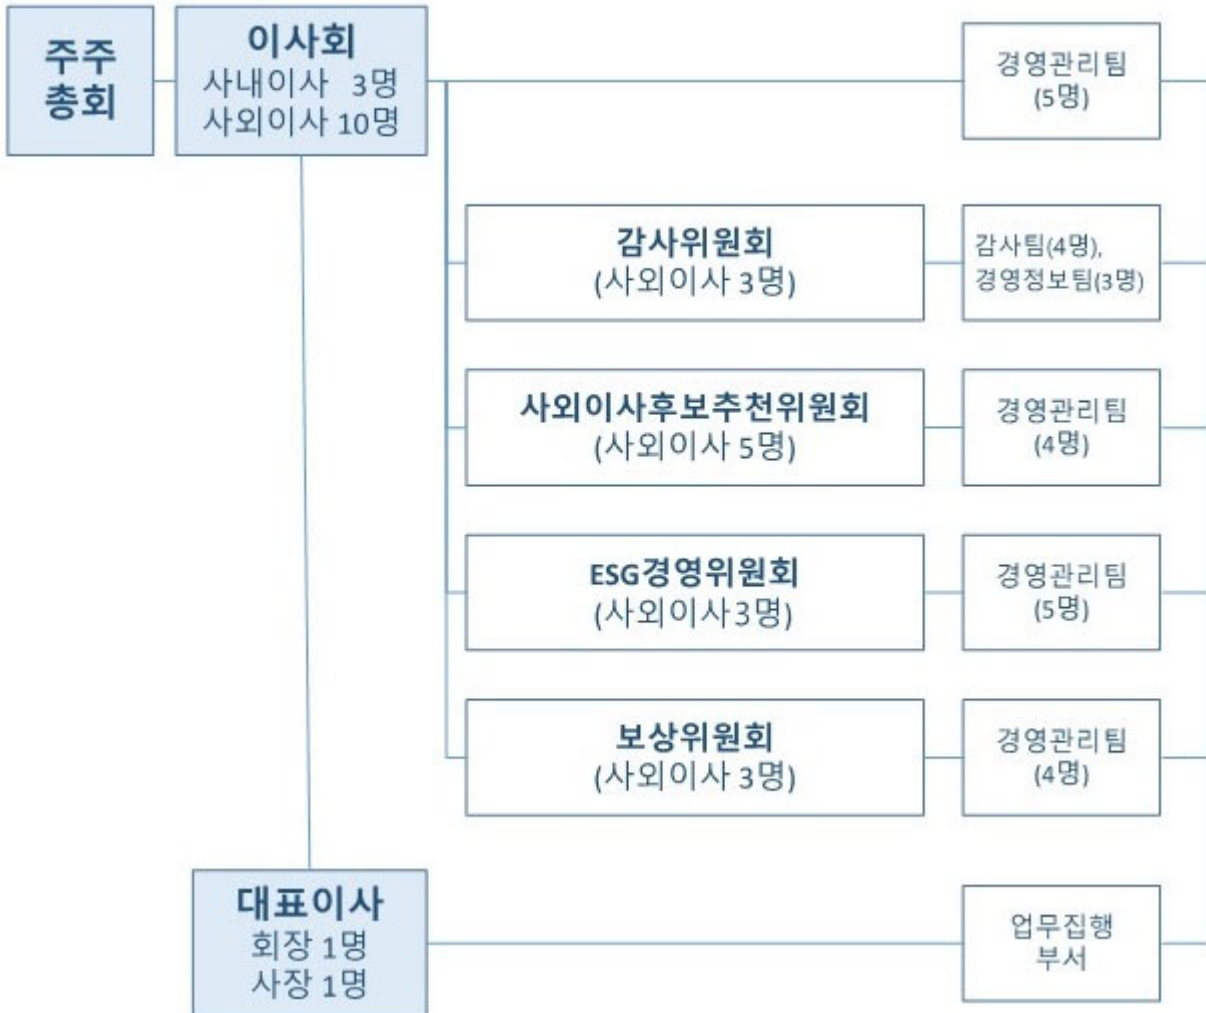 주주
총회
이사회
사내이사 3명
사외이사 10명
경영관리팀
(5명)
감사위원회
(사외이사 3명)
감사팀(4명),
경영정보팀(3명)
사외이사후보추천위원회
(사외이사 5명)
경영관리팀
(4명)
ESG경영위원회
(사외이사 3명)
경영관리팀
(5명)
보상위원회
(사외이사 3명)
경영관리팀
(4명)
대표이사
회장 1명
사장 1명
업무집행
부서